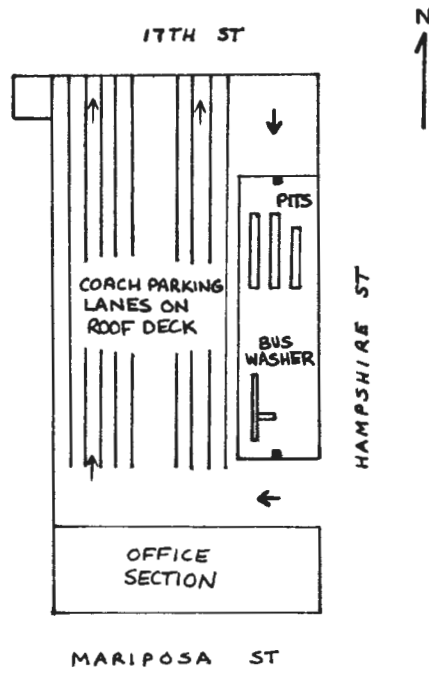 17TH ST
N
PITS
COACH PARKING
LANES ON
ROOF DECK
BUS
WASHER
HAMPSHIRE ST
OFFICE
SECTION
MARIPOSA ST